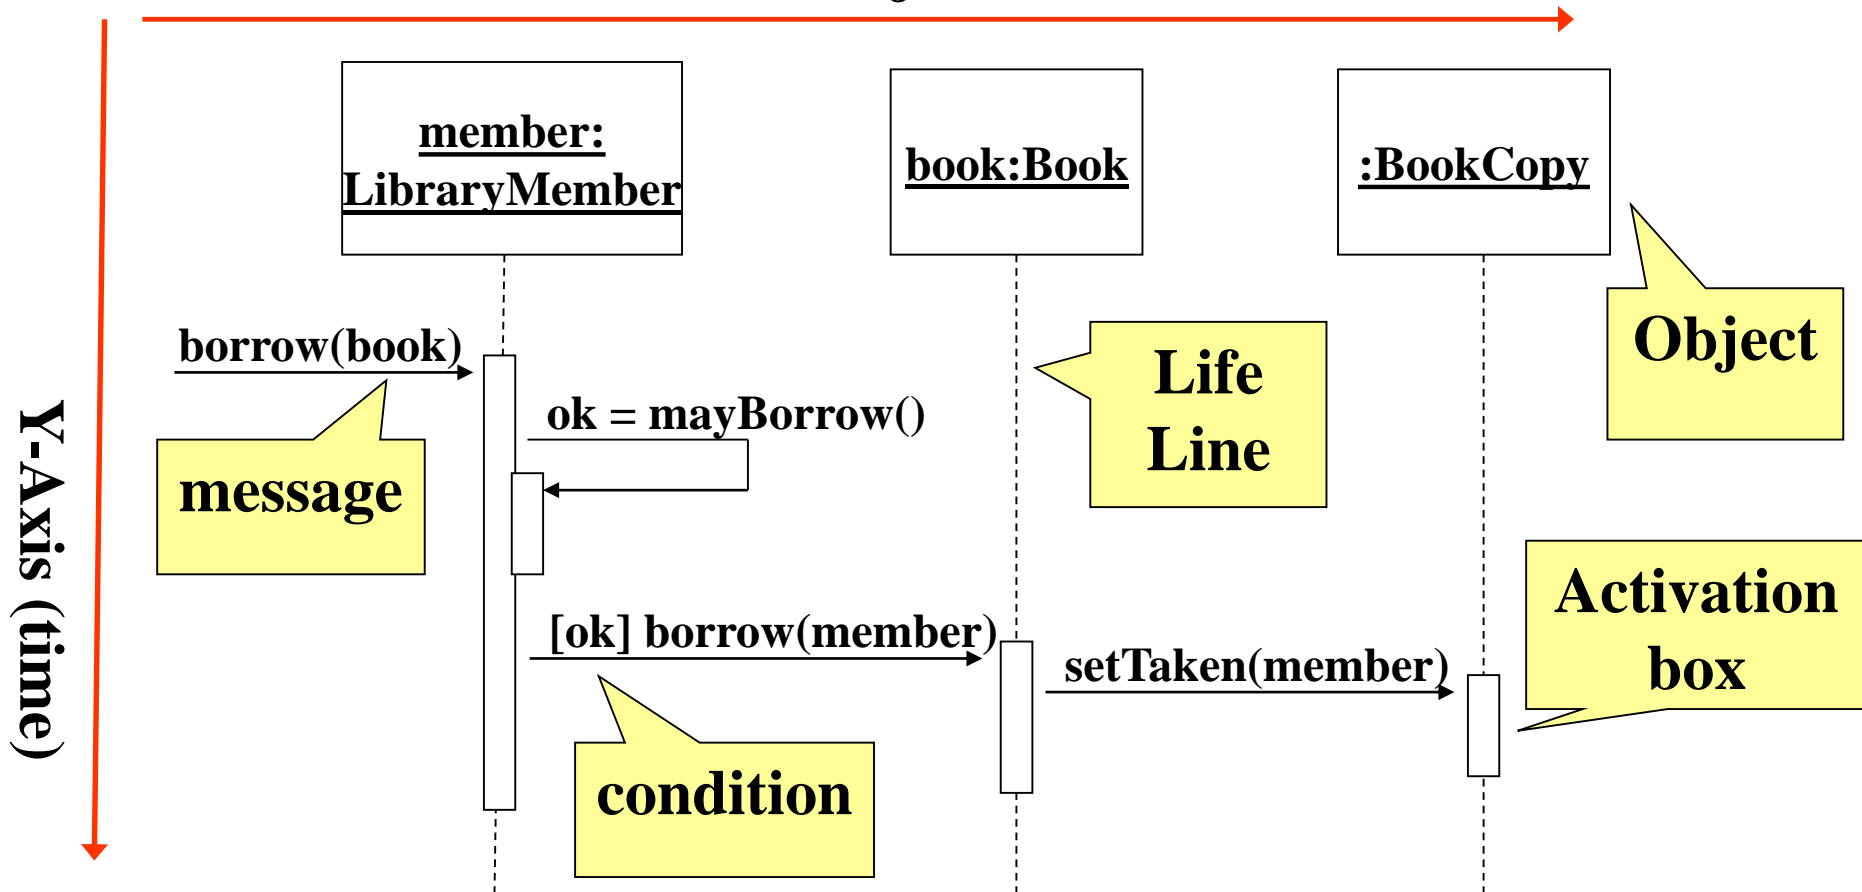 member:
LibraryMember
book:Book
:BookCopy
Object
borrow(book)
Life
Line
ok = mayBorrow()
message
Y-Axis (time)
Activation
box
[ok] borrow(member)
setTaken(member)
condition